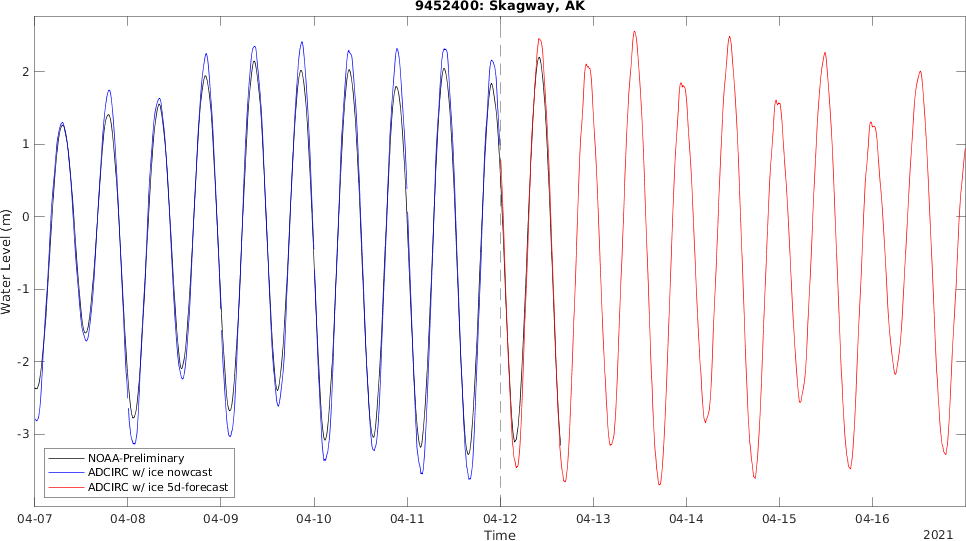 9452400: Skagway, AK
Water Level (m)
2
1
0
-1
-2
-3
NOAA-Preliminary
ADCIRC w/ ice nowcast
ADCIRC w/ ice 5d-forecast
04-07 04-08 04-09 04-10 04-11 04-12 04-13 04-14 04-15 04-16
Time
2021